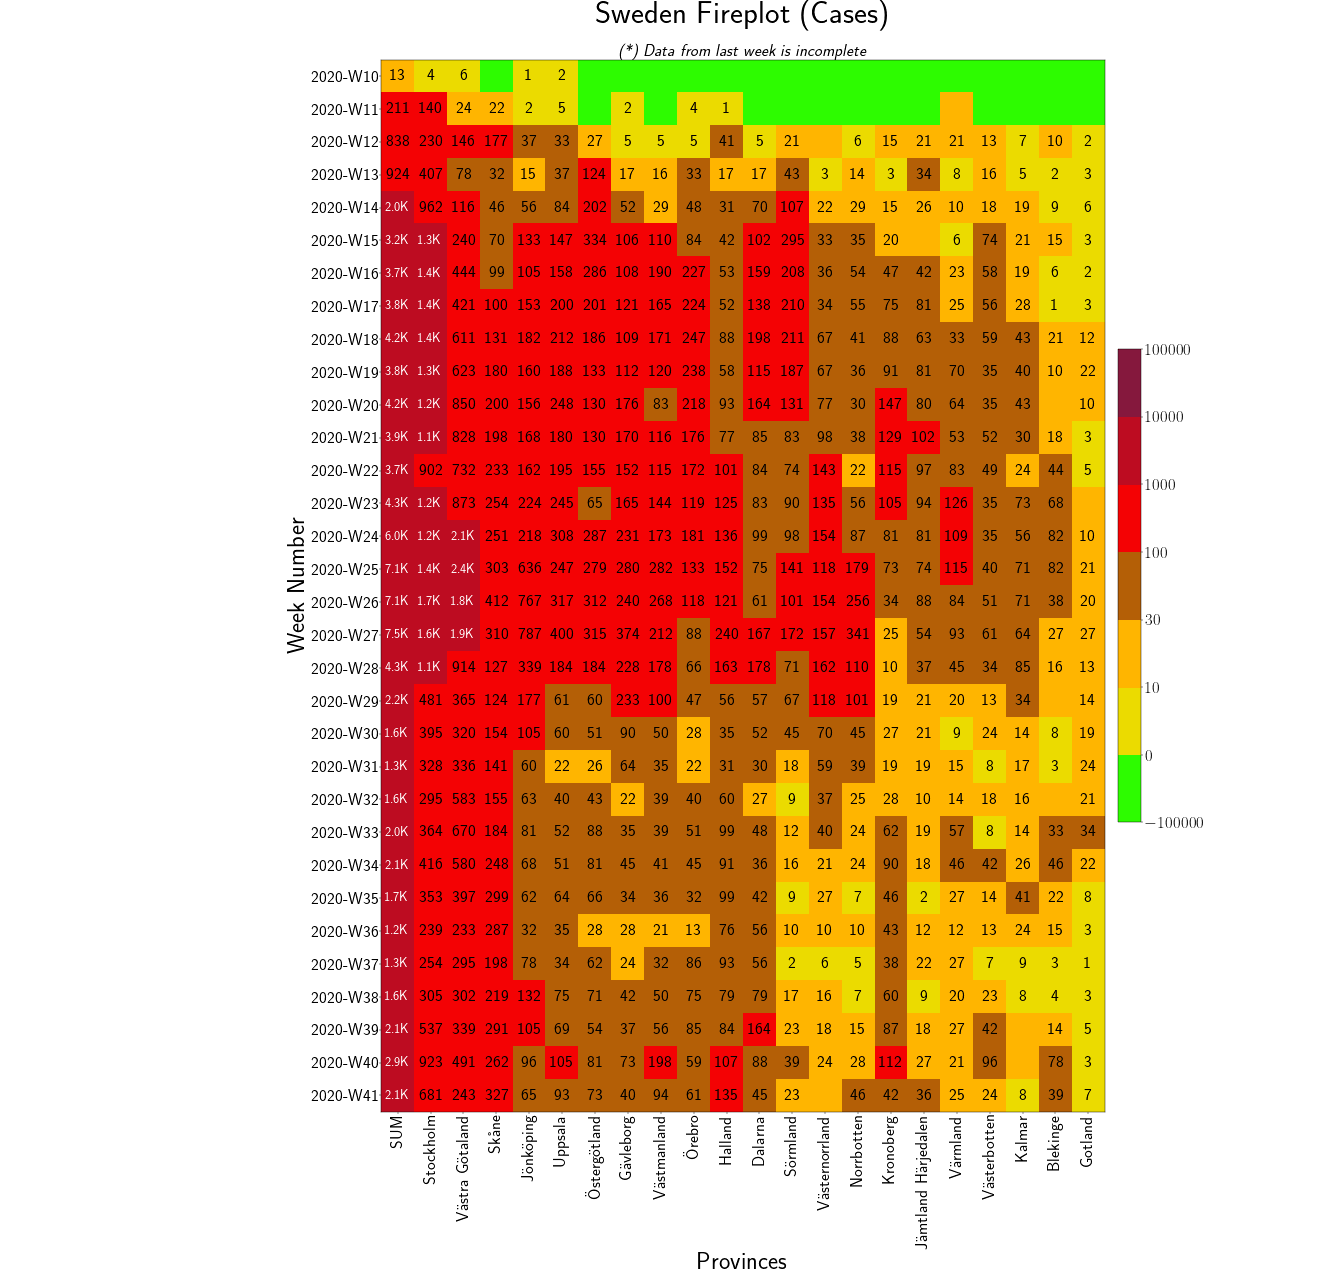 Sweden Fireplot (Cases)
(*) Data from last week is incomplete
2020-W10 13 4 6 1 2
2020-W11 211 140 24 22 2 5 2 4 1
2020-W12 838 230 146 177 37 33 27 5 5 5 41 5 21 6 15 21 21 13 7 10 2
2020-W13 924 407 78 32 15 37 124 17 16 33 17 17 43 3 14 3 34 8 16 5 2 3
2020-W14 2.0K 962 116 46 56 84 202 52 29 48 31 70 107 22 29 15 26 10 18 19 9 6
2020-W15 3.2K 1.3K 240 70 133 147 334 106 110 84 42 102 295 33 35 20 6 74 21 15 3
2020-W16 3.7K 1.4K 444 99 105 158 286 108 190 227 53 159 208 36 54 47 42 23 58 19 6 2
2020-W17 3.8K 1.4K 421 100 153 200 201 121 165 224 52 138 210 34 55 75 81 25 56 28 1 3
2020-W18 4.2K 1.4K 611 131 182 212 186 109 171 247 88 198 211 67 41 88 63 33 59 43 21 12
2020-W19 3.8K 1.3K 623 180 160 188 133 112 120 238 58 115 187 67 36 91 81 70 35 40 10 22
2020-W20 4.2K 1.2K 850 200 156 248 130 176 83 218 93 164 131 77 30 147 80 64 35 43 10
2020-W21 3.9K 1.1K 828 198 168 180 130 170 116 176 77 85 83 98 38 129 102 53 52 30 18 3
2020-W22 3.7K 902 732 233 162 195 155 152 115 172 101 84 74 143 22 115 97 83 49 24 44 5
2020-W23 4.3K 1.2K 873 254 224 245 65 165 144 119 125 83 90 135 56 105 94 126 35 73 68
2020-W24 6.0K 1.2K 2.1K 251 218 308 287 231 173 181 136 99 98 154 87 81 81 109 35 56 82 10
2020-W25 7.1K 1.4K 2.4K 303 636 247 279 280 282 133 152 75 141 118 179 73 74 115 40 71 82 21
2020-W26 7.1K 1.7K 1.8K 412 767 317 312 240 268 118 121 61 101 154 256 34 88 84 51 71 38 20
2020-W27 7.5K 1.6K 1.9K 310 787 400 315 374 212 88 240 167 172 157 341 25 54 93 61 64 27 27
2020-W28 4.3K 1.1K 914 127 339 184 184 228 178 66 163 178 71 162 110 10 37 45 34 85 16 13
2020-W29 2.2K 481 365 124 177 61 60 233 100 47 56 57 67 118 101 19 21 20 13 34 14
2020-W30 1.6K 395 320 154 105 60 51 90 50 28 35 52 45 70 45 27 21 9 24 14 8 19
2020-W31 1.3K 328 336 141 60 22 26 64 35 22 31 30 18 59 39 19 19 15 8 17 3 24
2020-W32 1.6K 295 583 155 63 40 43 22 39 40 60 27 9 37 25 28 10 14 18 16 21
2020-W33 2.0K 364 670 184 81 52 88 35 39 51 99 48 12 40 24 62 19 57 8 14 33 34
2020-W34 2.1K 416 580 248 68 51 81 45 41 45 91 36 16 21 24 90 18 46 42 26 46 22
2020-W35 1.7K 353 397 299 62 64 66 34 36 32 99 42 9 27 7 46 2 27 14 41 22 8
2020-W36 1.2K 239 233 287 32 35 28 28 21 13 76 56 10 10 10 43 12 12 13 24 15 3
2020-W37 1.3K 254 295 198 78 34 62 24 32 86 93 56 2 6 5 38 22 27 7 9 3 1
2020-W38 1.6K 305 302 219 132 75 71 42 50 75 79 79 17 16 7 60 9 20 23 8 4 3
2020-W39 2.1K 537 339 291 105 69 54 37 56 85 84 164 23 18 15 87 18 27 42 14 5
2020-W40 2.9K 923 491 262 96 105 81 73 198 59 107 88 39 24 28 112 27 21 96 78 3
2020-W41 2.1K 681 243 327 65 93 73 40 94 61 135 45 23 46 42 36 25 24 8 39 7
Week Number
SUM
Stockholm
Västra Götaland
Skåne
Jönköping
Uppsala
Östergötland
Gävleborg
Västmanland
Örebro
Halland
Dalarna
Sörmland
Västernorrland
Norrbotten
Kronoberg
Jämtland Härjedalen
Värmland
Västerbotten
Kalmar
Blekinge
Gotland
Provinces
100000
10000
1000
100
30
10
0
−100000